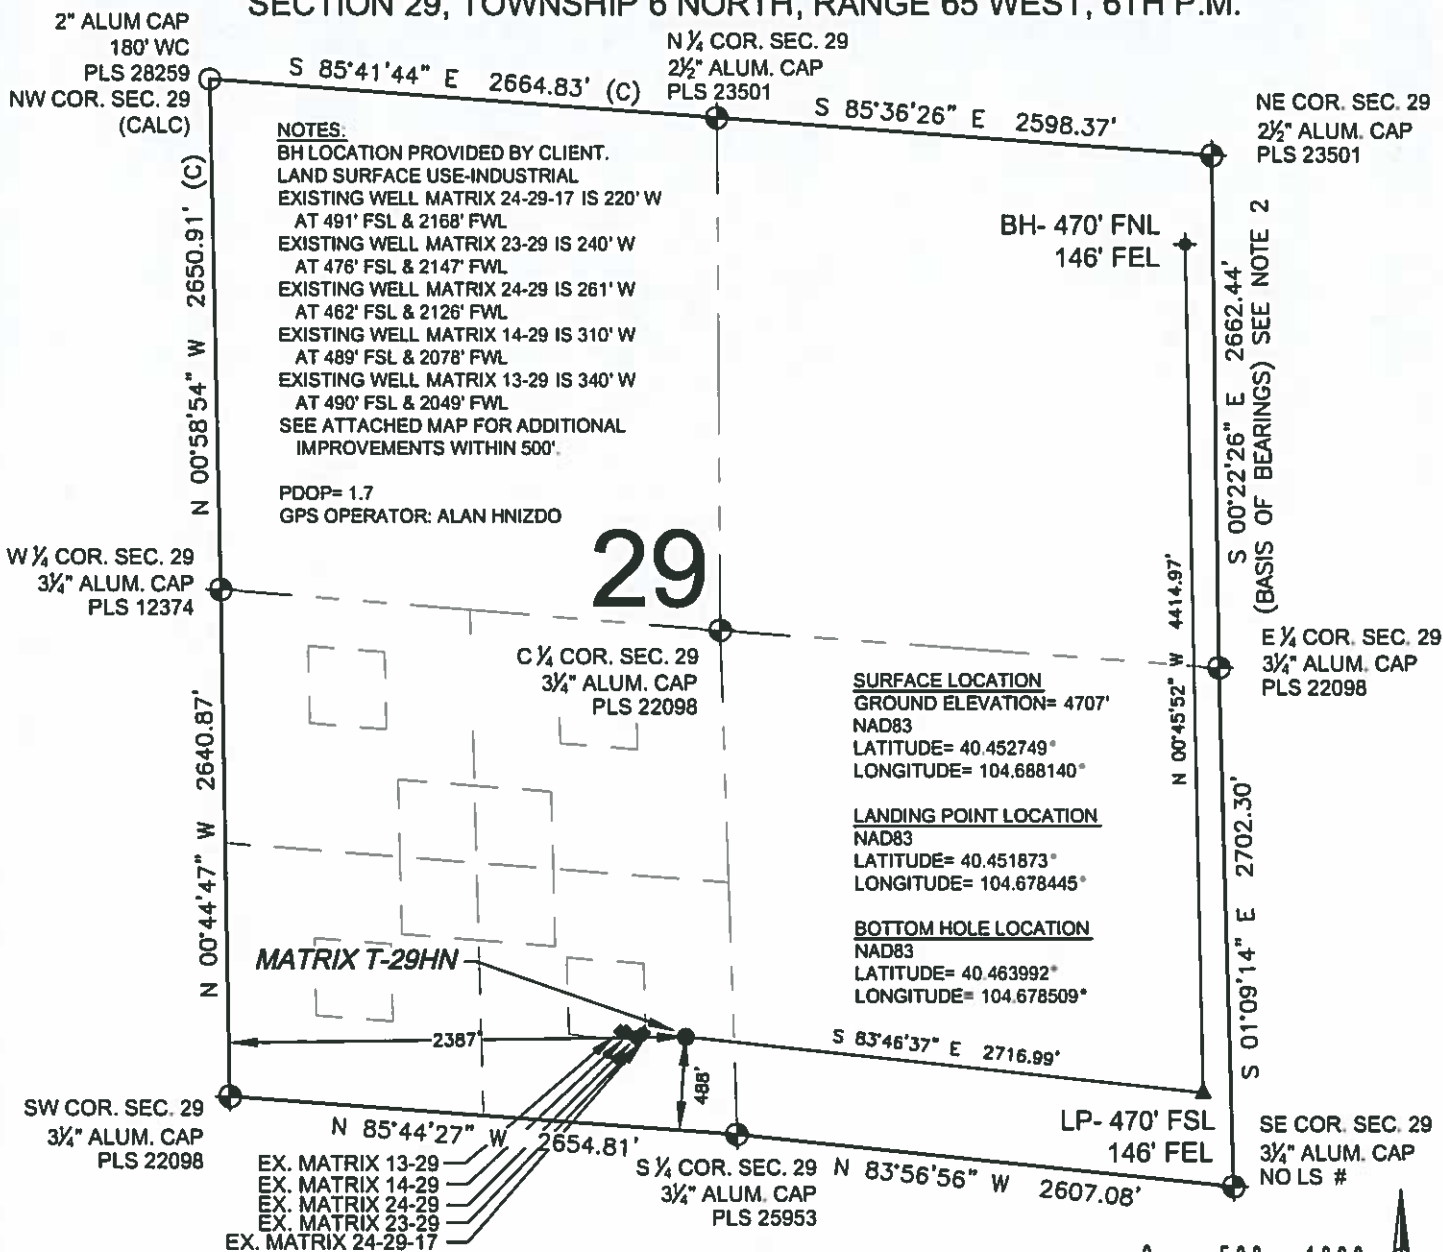 SECTION 29, TOWNSHIP 6 NORTH, RANGE 65 WEST, 6TH P.M.
2" ALUM CAP
180' WC
PLS 28259
NW COR. SEC. 29
(CALC)
S 85°41'44" E 2664.83' (C)
N ¼ COR. SEC. 29
2½" ALUM. CAP
PLS 23501
S 85°36'26" E 2598.37'
NE COR. SEC. 29
2½" ALUM. CAP
PLS 23501
NOTES:
BH LOCATION PROVIDED BY CLIENT.
LAND SURFACE USE-INDUSTRIAL
EXISTING WELL MATRIX 24-29-17 IS 220' W
AT 491' FSL & 2168' FWL
EXISTING WELL MATRIX 23-29 IS 240' W
AT 476' FSL & 2147' FWL
EXISTING WELL MATRIX 24-29 IS 261' W
AT 462' FSL & 2126' FWL
EXISTING WELL MATRIX 14-29 IS 310' W
AT 489' FSL & 2078' FWL
EXISTING WELL MATRIX 13-29 IS 340' W
AT 490' FSL & 2049' FWL
SEE ATTACHED MAP FOR ADDITIONAL
IMPROVEMENTS WITHIN 500'.
PDOP= 1.7
GPS OPERATOR: ALAN HNIZDO
N 00°58'54" W 2650.91' (C)
BH- 470' FNL
146' FEL
S 00°22'26" E 2662.44'
(BASIS OF BEARINGS) SEE NOTE 2
29
W ¼ COR. SEC. 29
3¼" ALUM. CAP
PLS 12374
C ¼ COR. SEC. 29
3¼" ALUM. CAP
PLS 22098
N 00°45'52" W 4414.97'
E ¼ COR. SEC. 29
3¼" ALUM. CAP
PLS 22098
SURFACE LOCATION
GROUND ELEVATION= 4707'
NAD83
LATITUDE= 40.452749°
LONGITUDE= 104.688140°
LANDING POINT LOCATION
NAD83
LATITUDE= 40.451873°
LONGITUDE= 104.678445°
BOTTOM HOLE LOCATION
NAD83
LATITUDE= 40.463992°
LONGITUDE= 104.678509°
N 00°44'47" W 2640.87'
S 01°09'14" E 2702.30'
MATRIX T-29HN
2387'
488'
S 83°46'37" E 2716.99'
LP- 470' FSL
146' FEL
SW COR. SEC. 29
3¼" ALUM. CAP
PLS 22098
N 85°44'27" W 2654.81'
EX. MATRIX 13-29
EX. MATRIX 14-29
EX. MATRIX 24-29
EX. MATRIX 23-29
EX. MATRIX 24-29-17
S ¼ COR. SEC. 29
3¼" ALUM. CAP
PLS 25953
N 83°56'56" W 2607.08'
SE COR. SEC. 29
3¼" ALUM. CAP
NO LS #